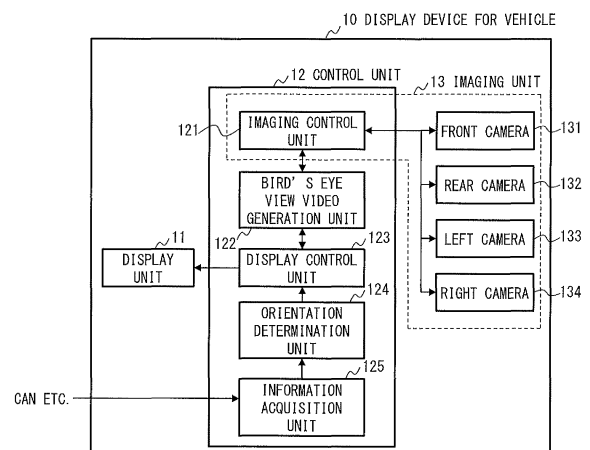 10 DISPLAY DEVICE FOR VEHICLE
12 CONTROL UNIT
13 IMAGING UNIT
121
IMAGING CONTROL
UNIT
FRONT CAMERA
131
BIRD'S EYE
VIEW VIDEO
GENERATION UNIT
REAR CAMERA
132
122
11
123
DISPLAY
UNIT
DISPLAY CONTROL
UNIT
LEFT CAMERA
133
124
ORIENTATION
DETERMINATION
UNIT
RIGHT CAMERA
134
125
CAN ETC.
INFORMATION
ACQUISITION
UNIT